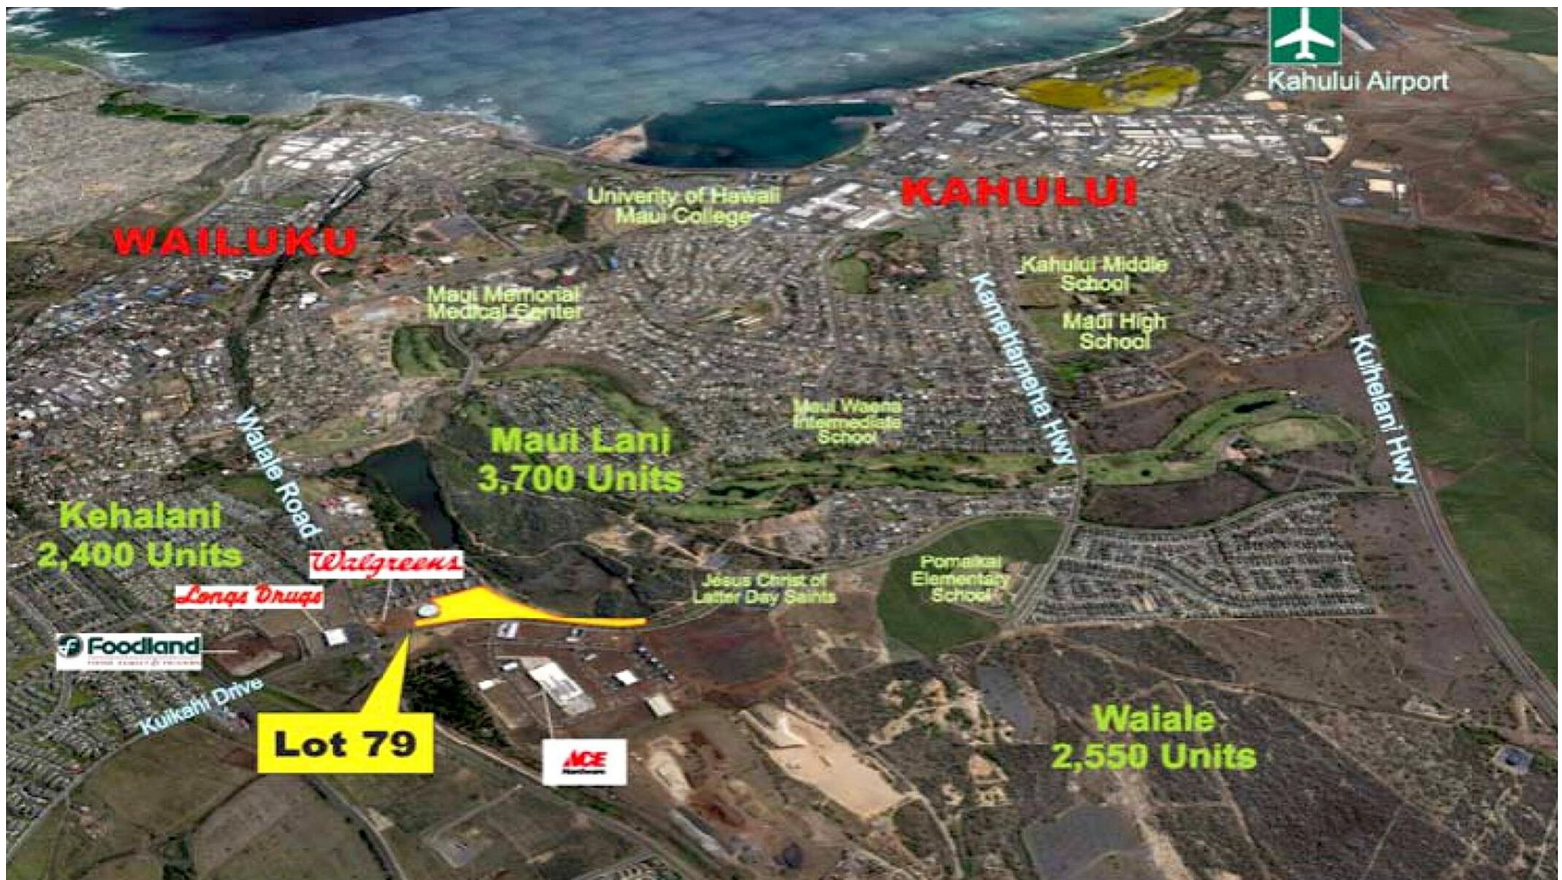 Kahului Airport
Univerity of Hawaii
Maui College
KAHULUI
WAILUKU
Kahului Middle
School
Maui Memorial
Medical Center
Maui High
School
Kamehameha Hwy
Kuihelani Hwy
Maui Waena
Intermediate
School
Maui Lani
3,700 Units
Waiale Road
Kehalani
2,400 Units
Walgreens
Longs Drugs
Jesus Christ of
Latter Day Saints
Pomaikai
Elementary
School
Foodland
Kuikahi Drive
Lot 79
ACE
Hardware
Waiale
2,550 Units